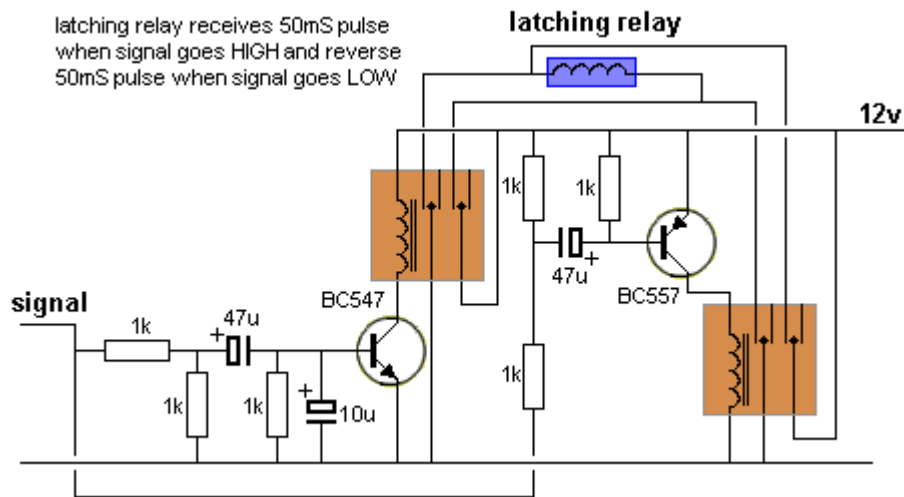 latching relay receives 50mS pulse
when signal goes HIGH and reverse
50mS pulse when signal goes LOW
latching relay
12v
1k
1k
47u
+
BC557
BC547
signal
1k
47u
+
1k
1k
+
10u
1k